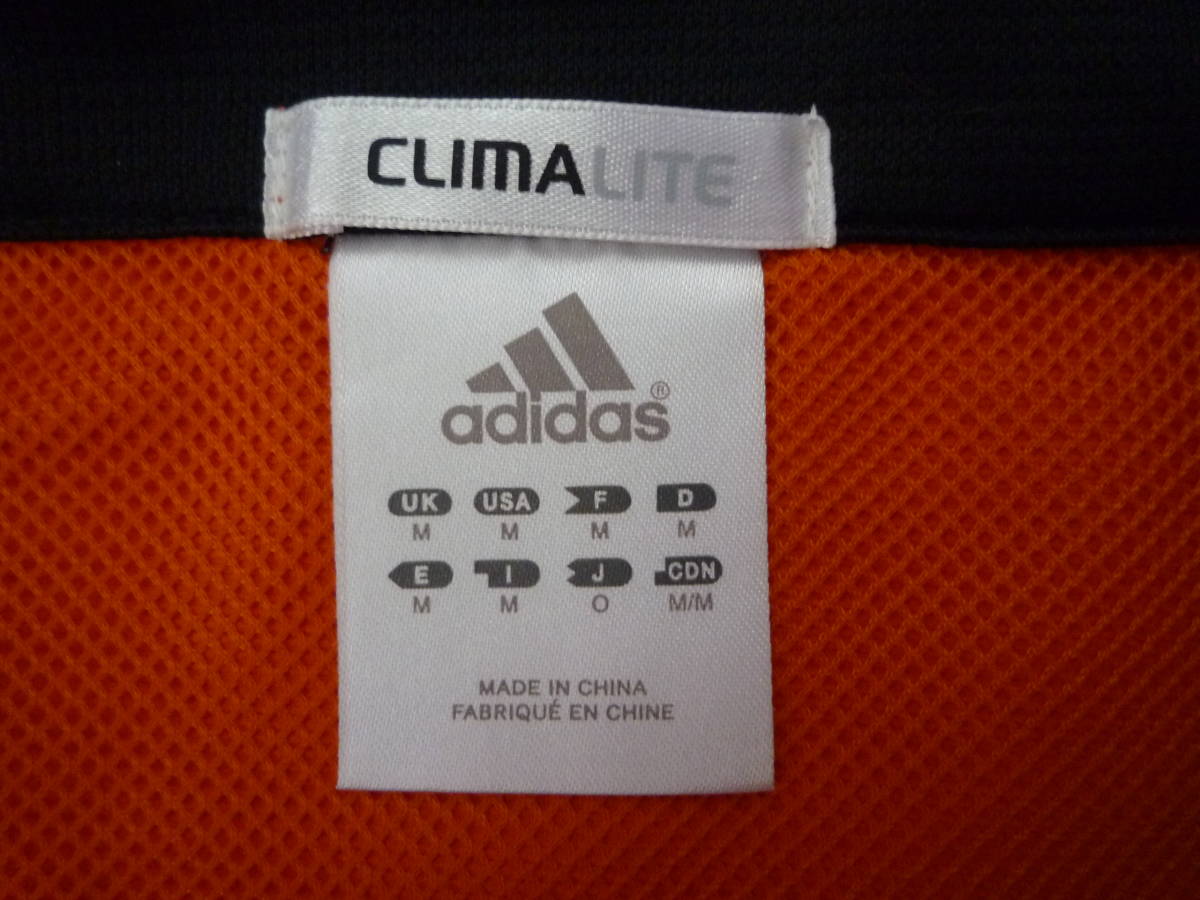 CLIMALITE
adidas®
UK USA F D
M M M M
E I J CDN
M M O M/M
MADE IN CHINA
FABRIQUÉ EN CHINE